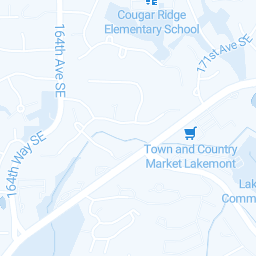 Cougar Ridge
Elementary School
171st Ave SE
164th Ave SE
Town and Country
Market Lakemont
164th Way SE